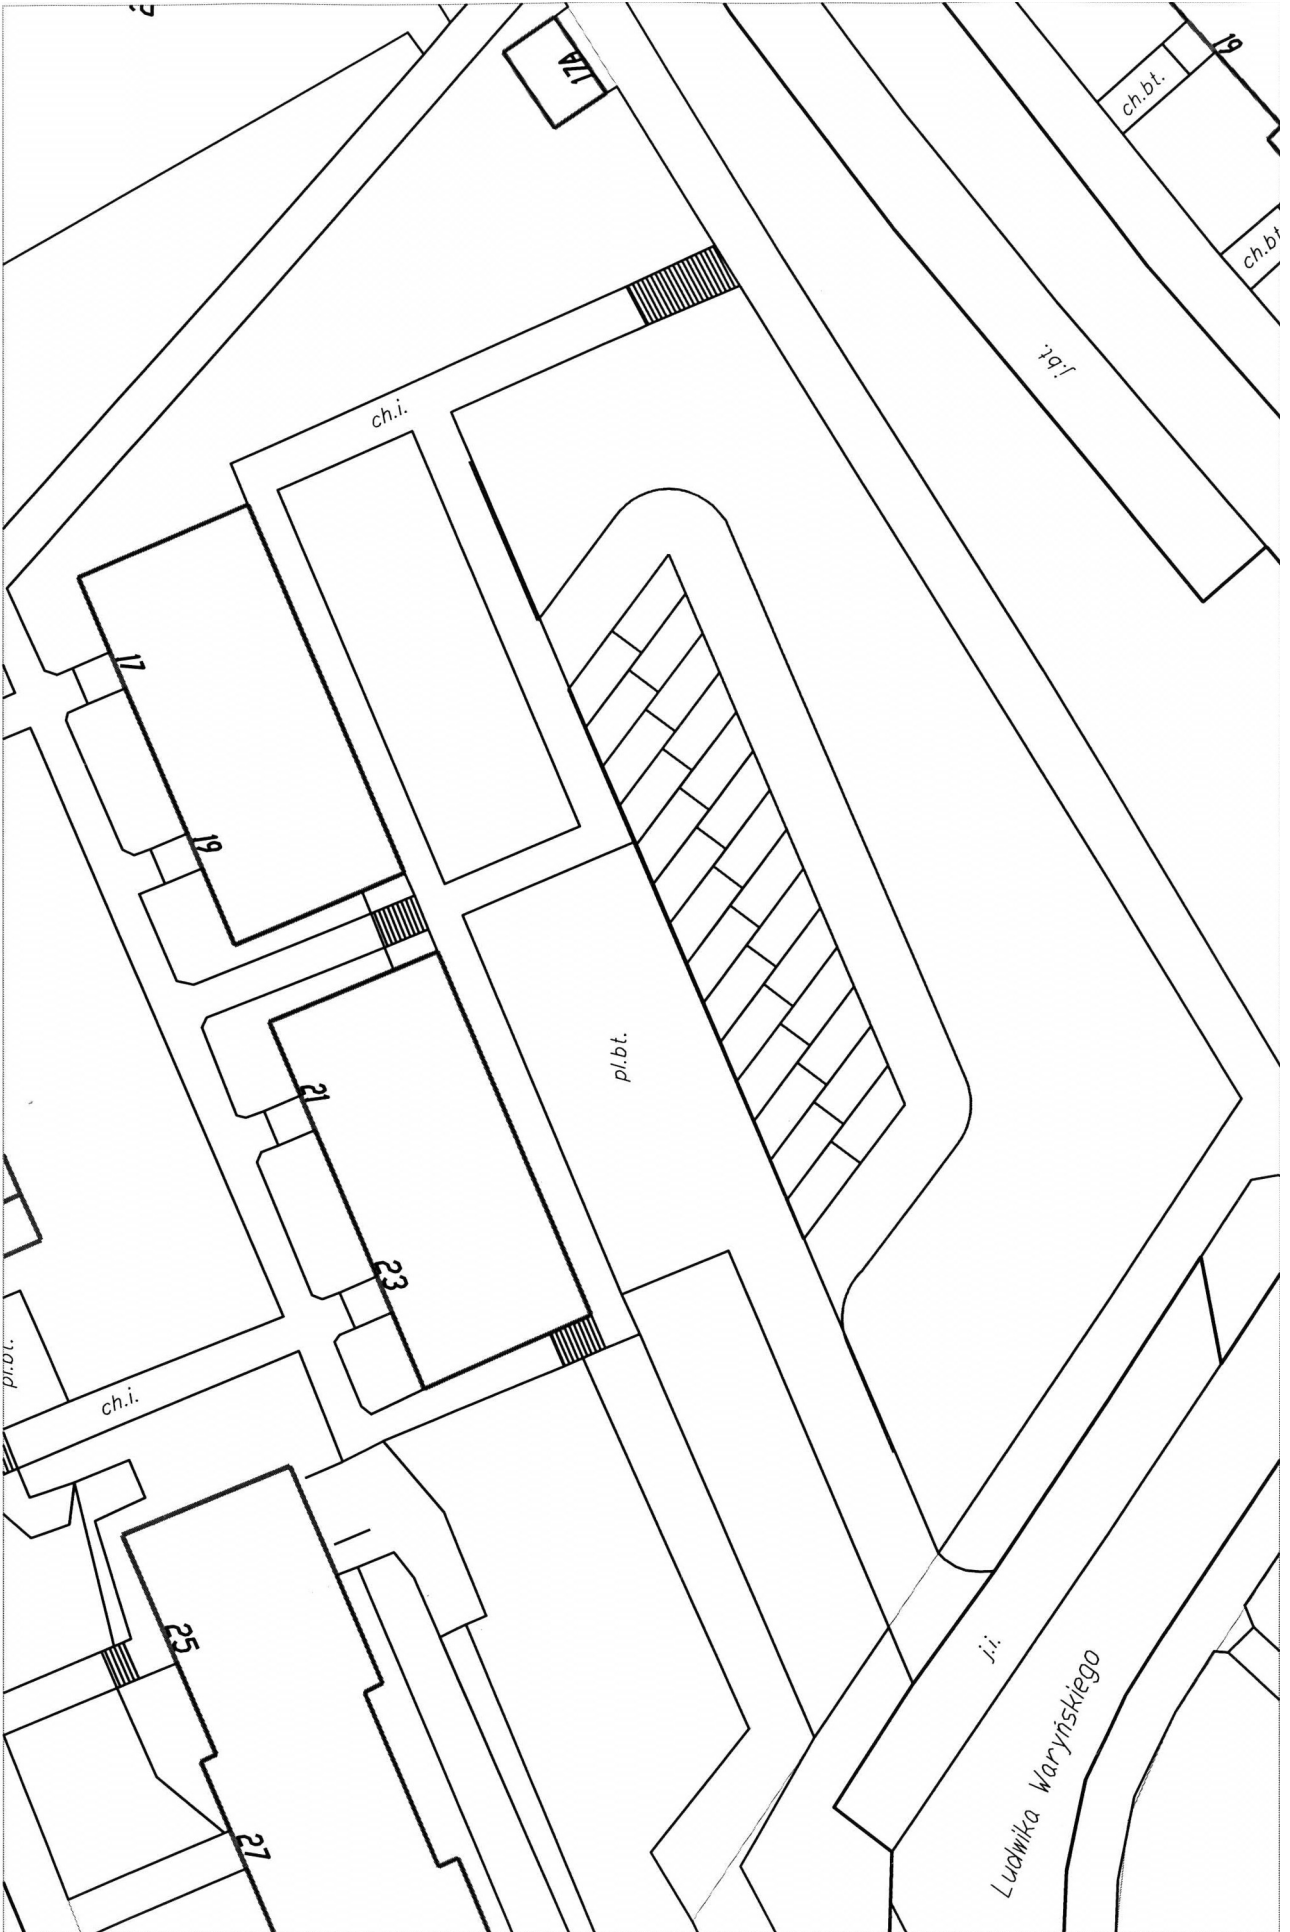 17A
19
ch.bt.
ch.bt
j.bt.
ch.i.
17
19
pl.bt.
21
23
pl.bt.
ch.i.
25
j.i.
Ludwika Waryńskiego
27